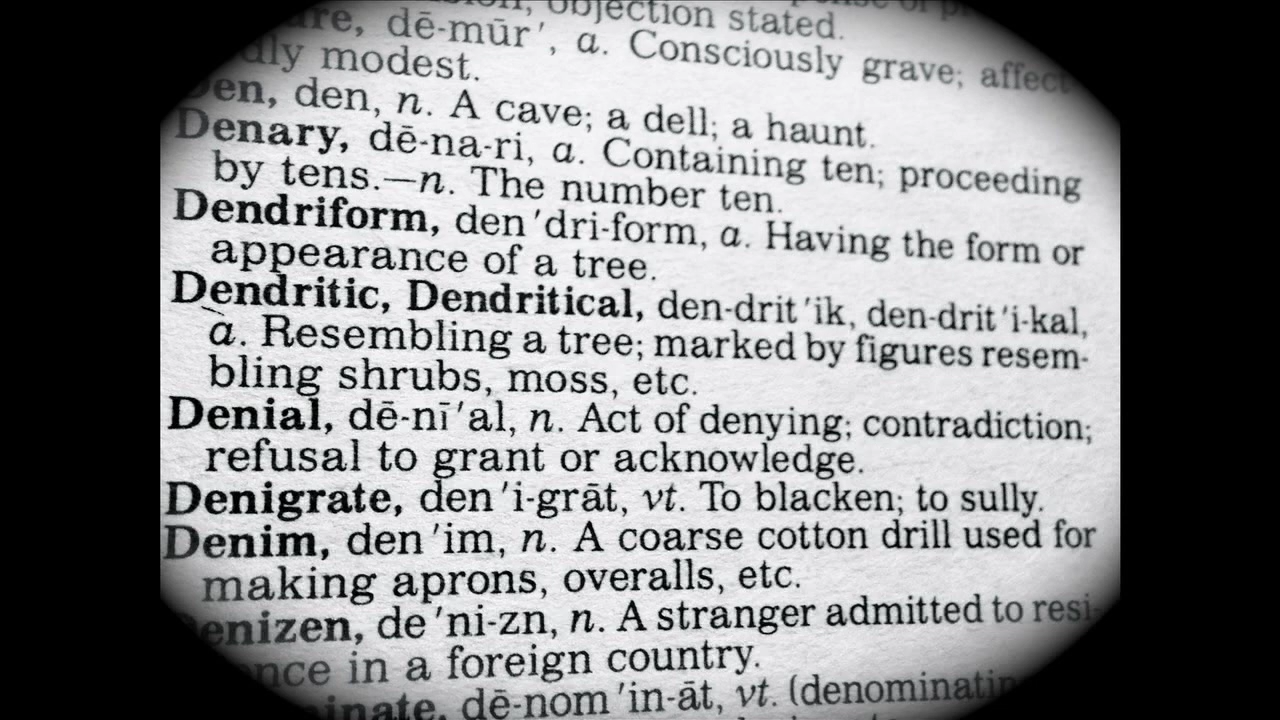 objection stated.
dē-mūr', a. Consciously grave; affect
modest.
den, n. A cave; a dell; a haunt.
Denary, dē-na-ri, a. Containing ten; proceeding
by tens.—n. The number ten.
Dendriform, den'dri-form, a. Having the form or
appearance of a tree.
Dendritic, Dendritical, den-drit'ik, den-drit'i-kal,
a. Resembling a tree; marked by figures resem-
bling shrubs, moss, etc.
Denial, dē-nī'al, n. Act of denying; contradiction;
refusal to grant or acknowledge.
Denigrate, den'i-grāt, vt. To blacken; to sully.
Denim, den'im, n. A coarse cotton drill used for
making aprons, overalls, etc.
enizen, de'ni-zn, n. A stranger admitted to resi-
ence in a foreign country.
inate, dē-nom'in-āt, vt. (denominatin